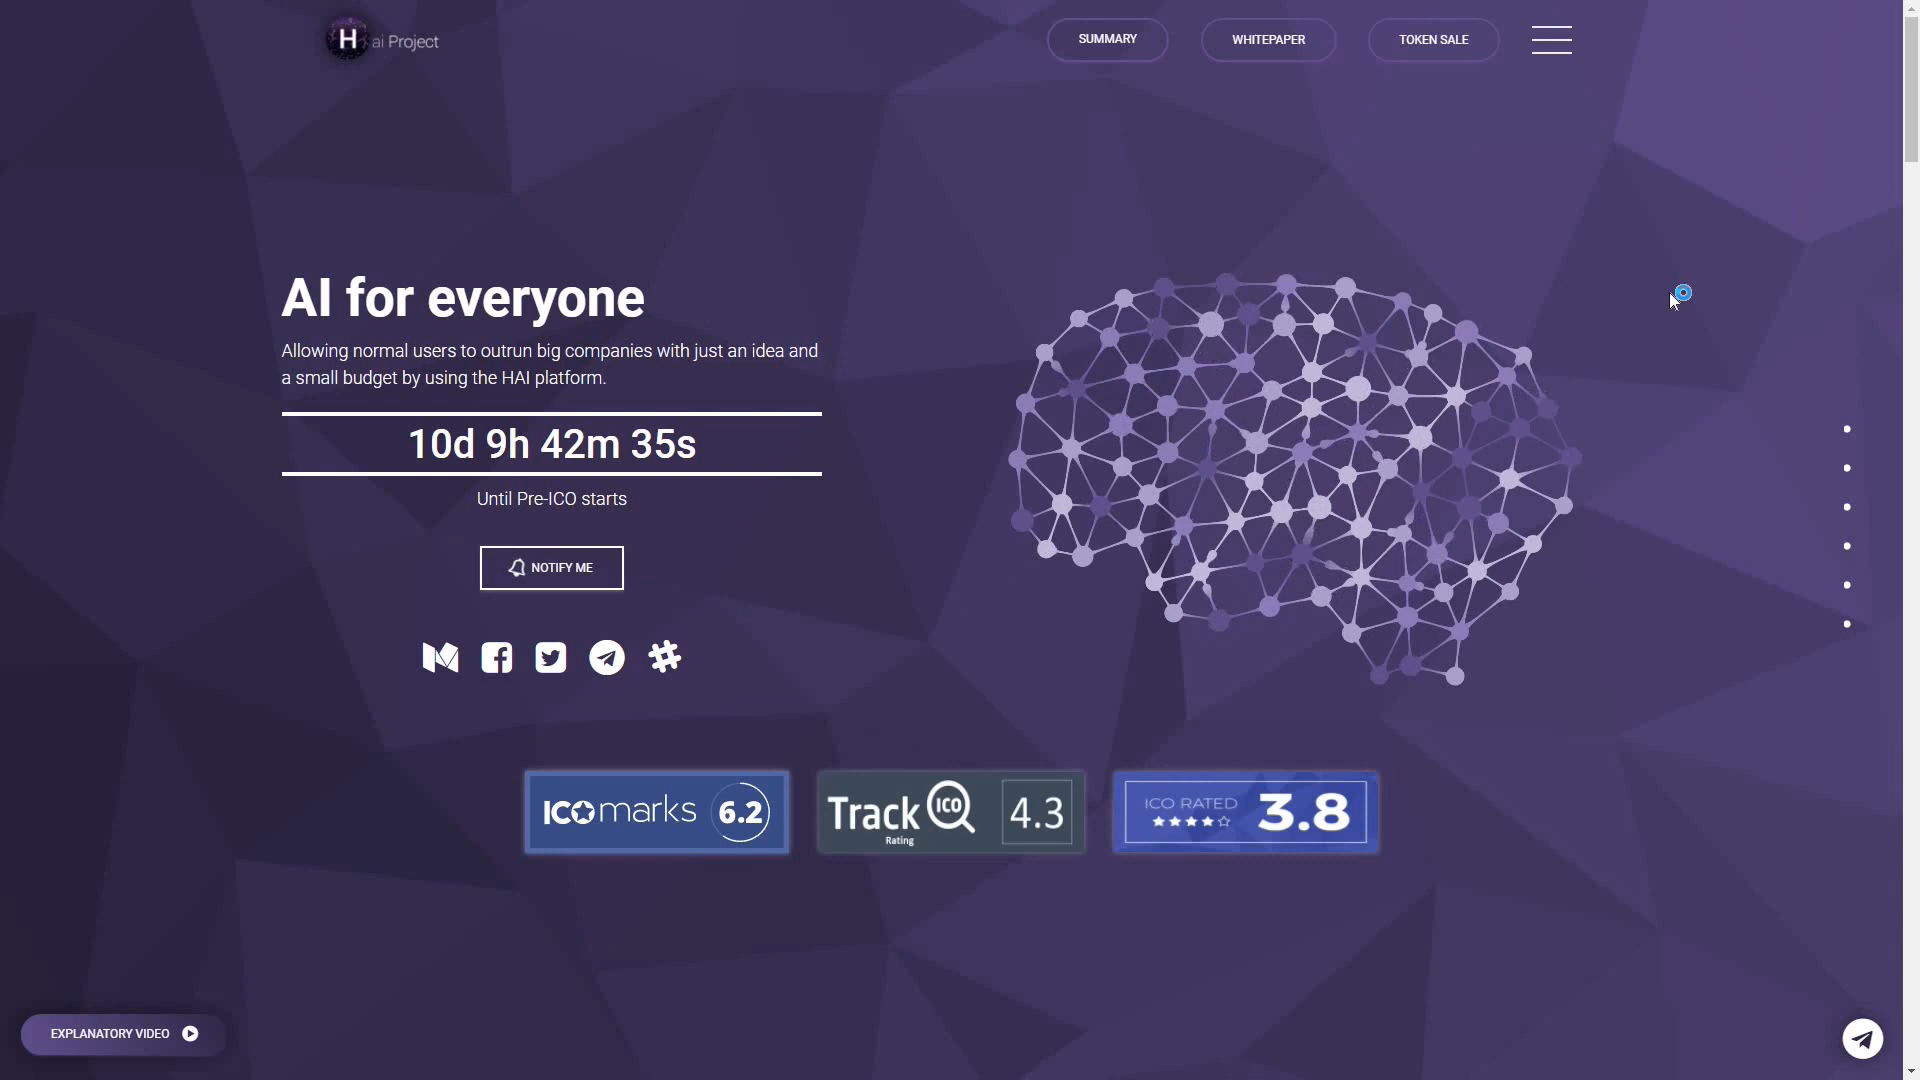 H ai Project
SUMMARY
WHITEPAPER
TOKEN SALE
AI for everyone
Allowing normal users to outrun big companies with just an idea and
a small budget by using the HAI platform.
10d 9h 42m 35s
Until Pre-ICO starts
NOTIFY ME
ICOmarks 6.2
Track ICO 4.3
Rating
ICO RATED 3.8
EXPLANATORY VIDEO